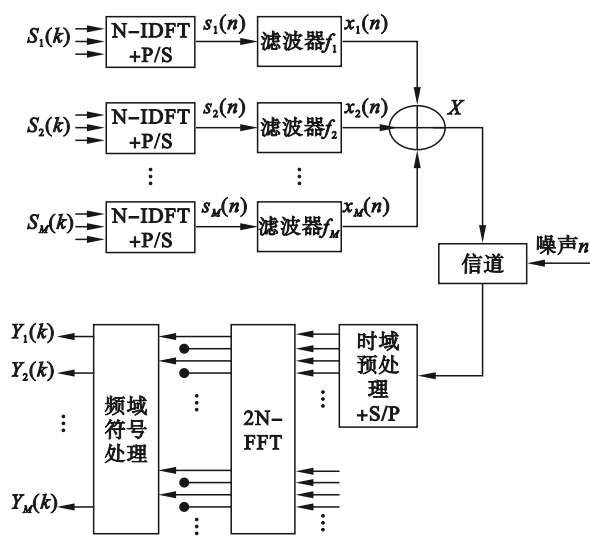 S1(k)
N-IDFT
+P/S
s1(n)
滤波器f1
x1(n)
S2(k)
N-IDFT
+P/S
s2(n)
滤波器f2
x2(n)
X
SM(k)
N-IDFT
+P/S
sM(n)
滤波器fM
xM(n)
信道
噪声n
Y1(k)
Y2(k)
YM(k)
频域
符号
处理
2N-
FFT
时域
预处
理
+S/P